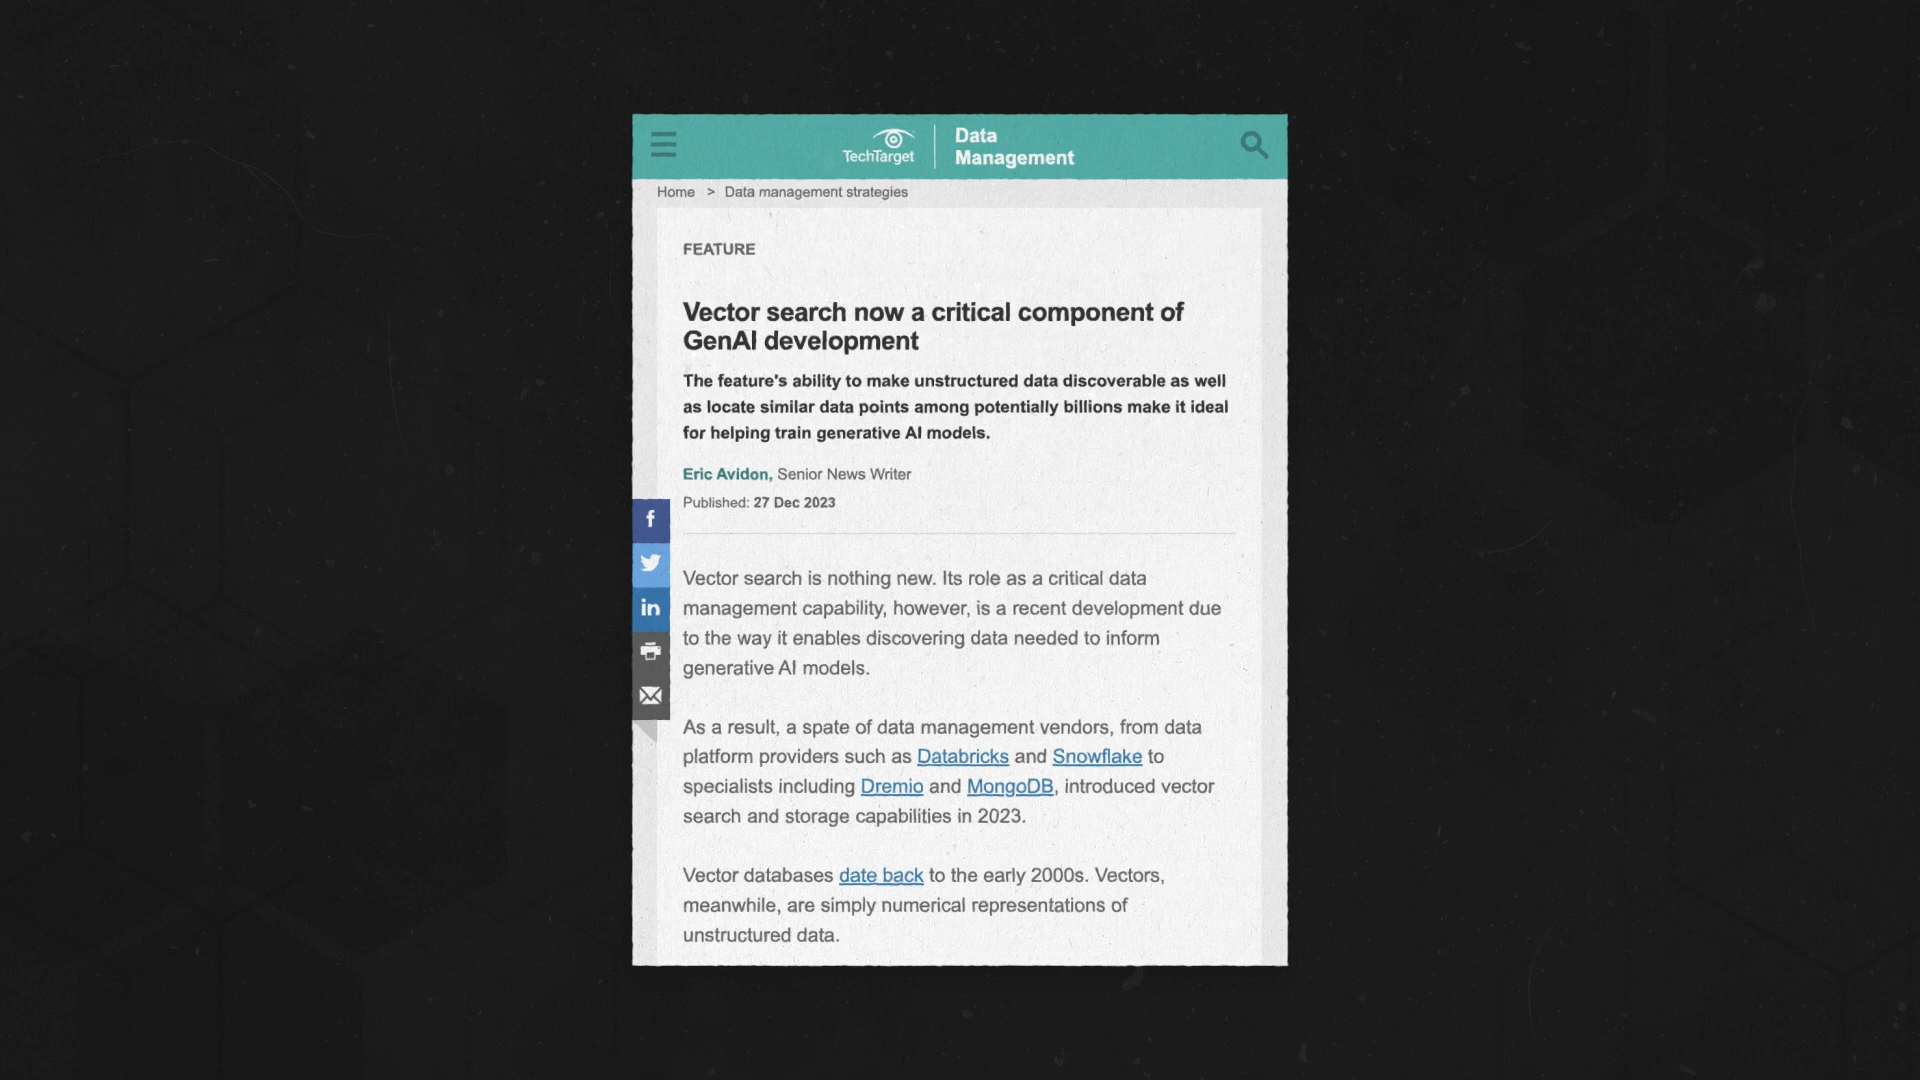 TechTarget
Data
Management
Home > Data management strategies
FEATURE
Vector search now a critical component of
GenAI development
The feature's ability to make unstructured data discoverable as well
as locate similar data points among potentially billions make it ideal
for helping train generative AI models.
Eric Avidon, Senior News Writer
Published: 27 Dec 2023
f
in
Vector search is nothing new. Its role as a critical data
management capability, however, is a recent development due
to the way it enables discovering data needed to inform
generative AI models.
As a result, a spate of data management vendors, from data
platform providers such as Databricks and Snowflake to
specialists including Dremio and MongoDB, introduced vector
search and storage capabilities in 2023.
Vector databases date back to the early 2000s. Vectors,
meanwhile, are simply numerical representations of
unstructured data.